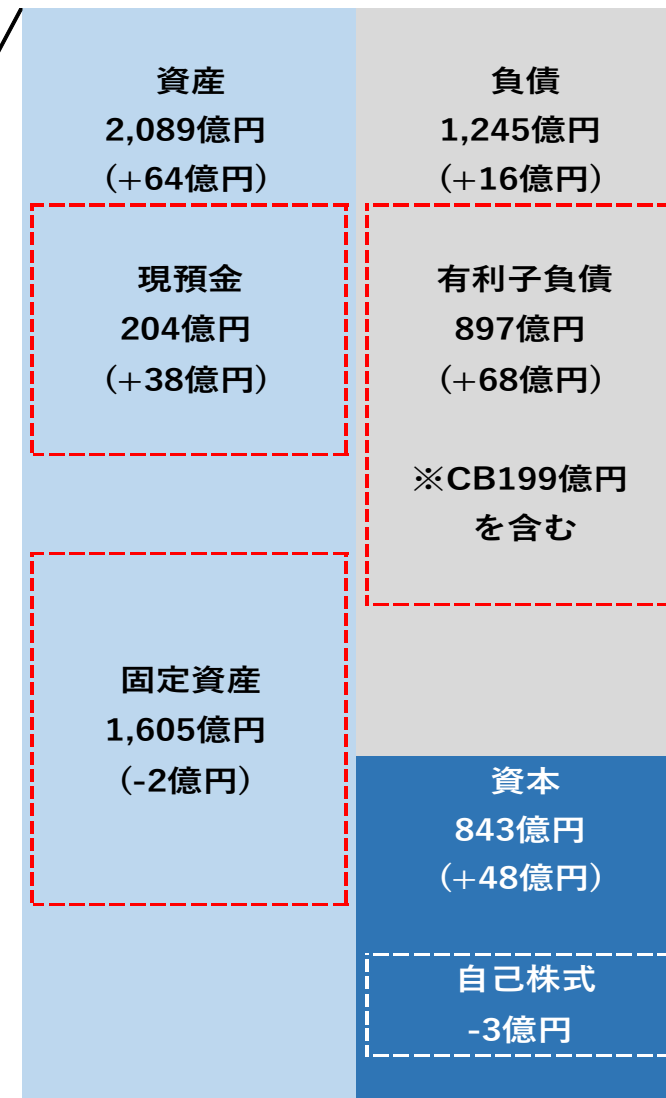 資産
2,089億円
(+64億円)
現預金
204億円
(+38億円)
固定資産
1,605億円
(-2億円)
負債
1,245億円
(+16億円)
有利子負債
897億円
(+68億円)
※CB199億円
を含む
資本
843億円
(+48億円)
自己株式
-3億円